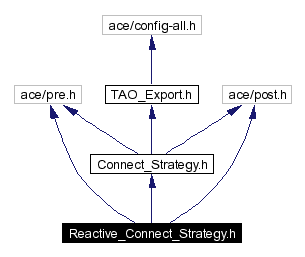 ace/config-all.h
ace/pre.h
TAO_Export.h
ace/post.h
Connect_Strategy.h
Reactive_Connect_Strategy.h